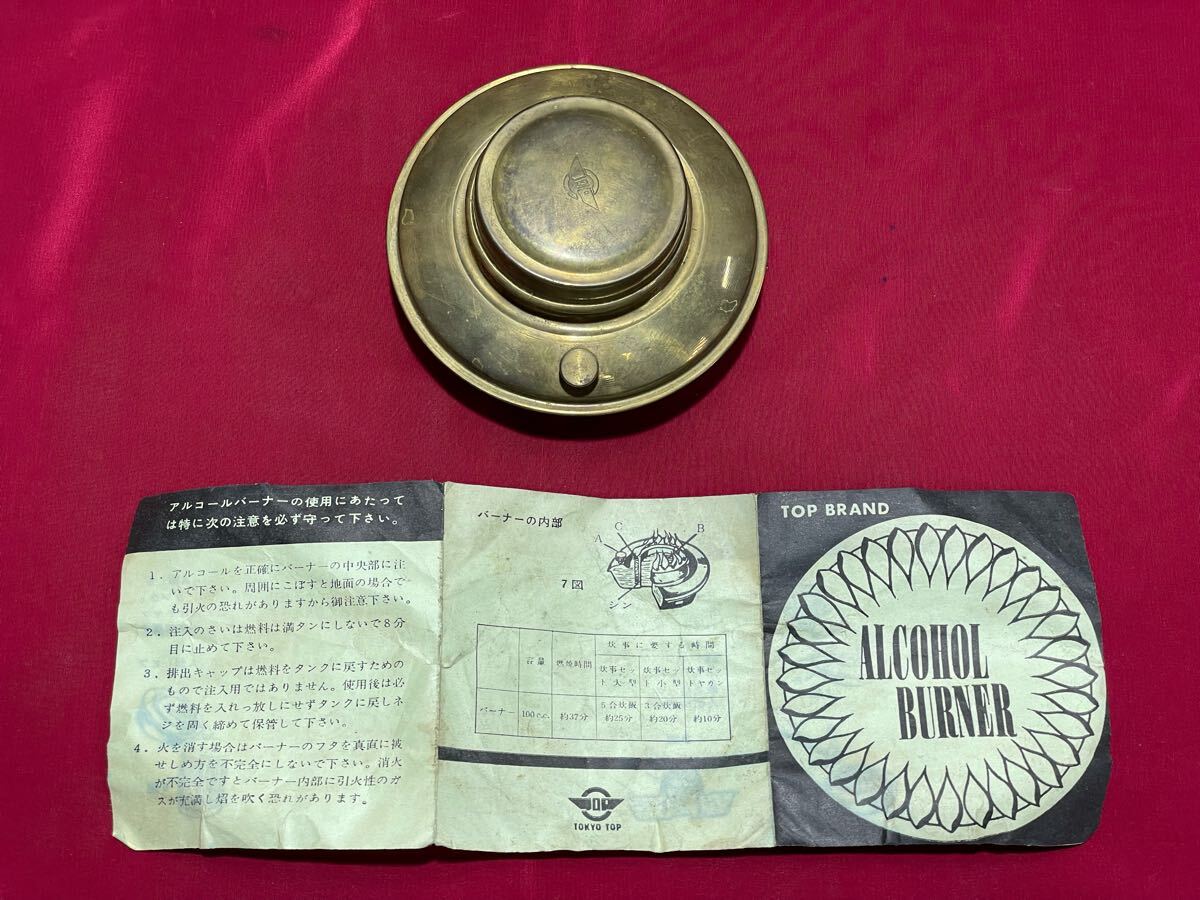 TOP
アルコールバーナーの使用にあたって
は特に次の注意を必ず守って下さい。
1．アルコールを正確にバーナーの中央部に注
いで下さい。周囲にこぼすと地面の場合で
も引火の恐れがありますから御注意下さい。
2．注入のさいは燃料は満タンにしないで8分
目に止めて下さい。
3．排出キャップは燃料をタンクに戻すための
もので注入用ではありません。使用後は必
ず燃料を入れっ放しにせずタンクに戻しネ
ジを固く締めて保管して下さい。
4．火を消す場合はバーナーのフタを真直に被
せしめ方を不完全にしないで下さい。消火
が不完全ですとバーナー内部に引火性のガ
スが充満し焰を吹く恐れがあります。
バーナーの内部
A C B
シン
7図
容量 燃焼時間 炊事に要する時間
炊事セット大型 炊事セット小型 炊事セットヤカン
バーナー 100c.c. 約37分 5合炊飯 約25分 3合炊飯 約20分 約10分
TOP
TOKYO TOP
TOP BRAND
ALCOHOL
BURNER